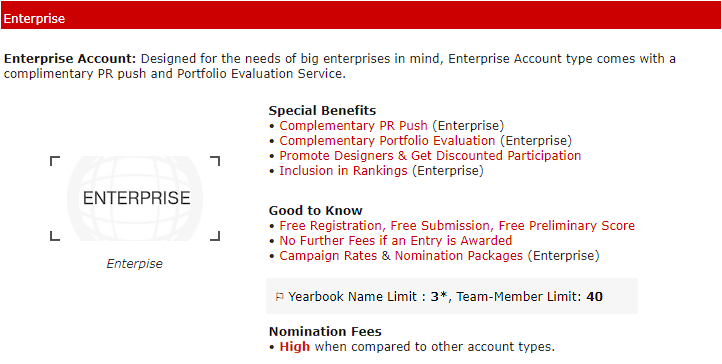 Enterprise
Enterprise Account: Designed for the needs of big enterprises in mind, Enterprise Account type comes with a
complimentary PR push and Portfolio Evaluation Service.
ENTERPRISE
Enterpise
Special Benefits
• Complementary PR Push (Enterprise)
• Complementary Portfolio Evaluation (Enterprise)
• Promote Designers & Get Discounted Participation
• Inclusion in Rankings (Enterprise)
Good to Know
• Free Registration, Free Submission, Free Preliminary Score
• No Further Fees if an Entry is Awarded
• Campaign Rates & Nomination Packages (Enterprise)
⚐ Yearbook Name Limit : 3*, Team-Member Limit: 40
Nomination Fees
• High when compared to other account types.